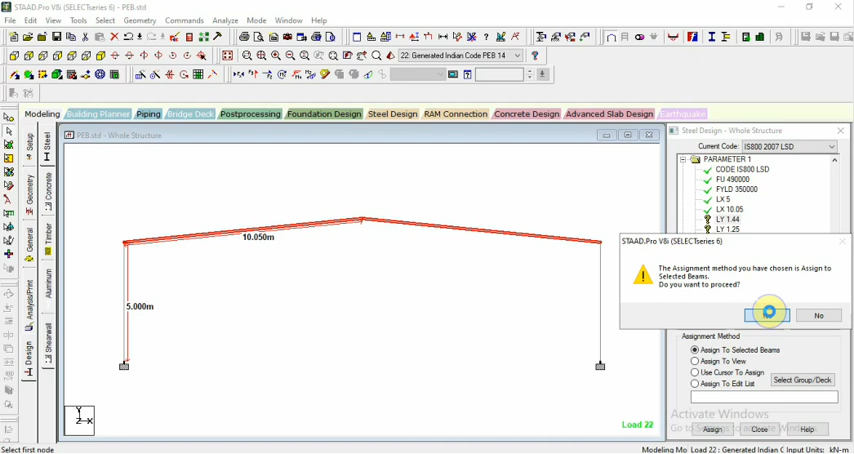 STAAD.Pro V8i (SELECTseries 6) - PEB.std
File Edit View Tools Select Geometry Commands Analyze Mode Window Help
22: Generated Indian Code PEB 14
Modeling Building Planner Piping Bridge Deck Postprocessing Foundation Design Steel Design RAM Connection Concrete Design Advanced Slab Design Earthquake
PEB.std - Whole Structure
Steel Design - Whole Structure
Current Code: IS800 2007 LSD
PARAMETER 1
CODE IS800 LSD
FU 490000
FYLD 350000
LX 5
LX 10.05
LY 1.44
LY 1.25
Setup
Geometry
General
Analysis/Print
Design
Steel
Concrete
Timber
Aluminum
Shearwall
10.050m
5.000m
STAAD.Pro V8i (SELECTseries 6)
The Assignment method you have chosen is Assign to
Selected Beams.
Do you want to proceed?
No
Assignment Method
Assign To Selected Beams
Assign To View
Use Cursor To Assign
Assign To Edit List
Select Group/Deck
Activate Windows
Assign Close Help
Load 22
Y
Z X
Select first node
Modeling Mo Load 22 : Generated Indian C Input Units: kN-m